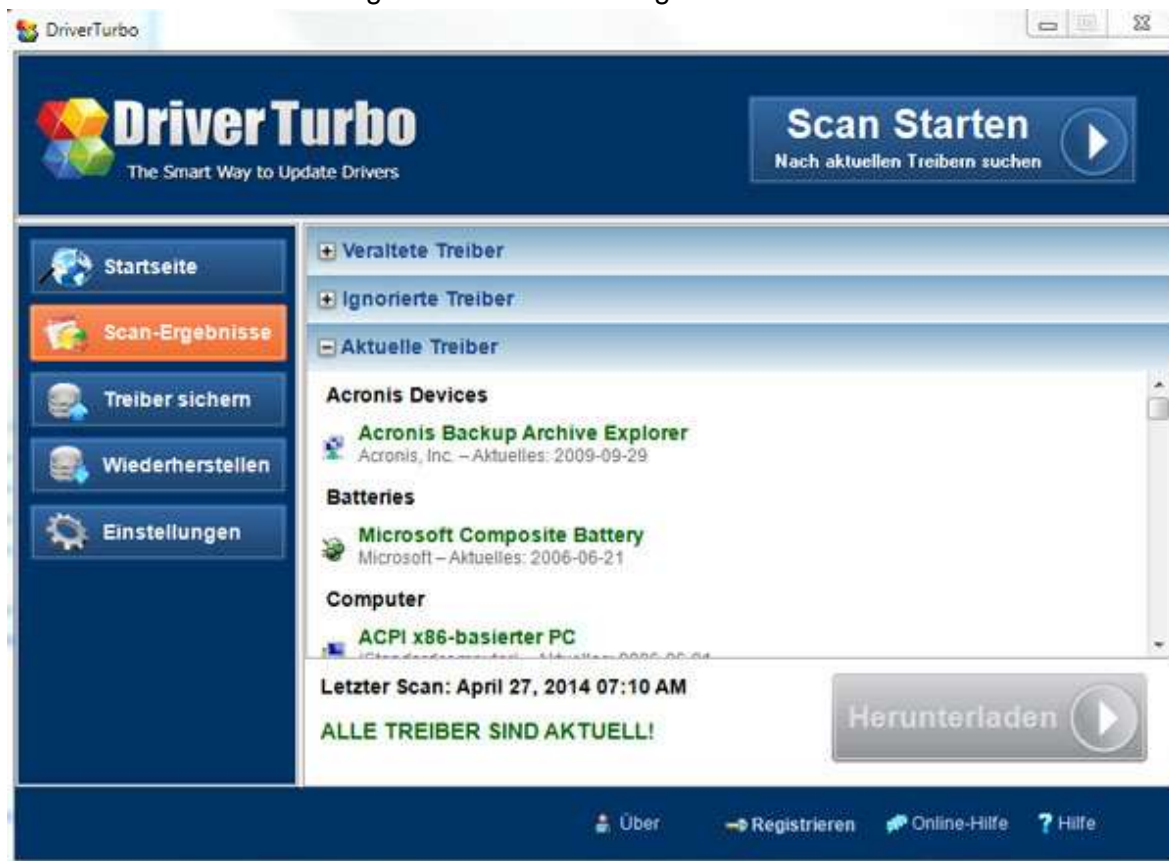 DriverTurbo
DriverTurbo
The Smart Way to Update Drivers
Scan Starten
Nach aktuellen Treibern suchen
Startseite
Scan-Ergebnisse
Treiber sichern
Wiederherstellen
Einstellungen
Veraltete Treiber
Ignorierte Treiber
Aktuelle Treiber
Acronis Devices
Acronis Backup Archive Explorer
Acronis, Inc. – Aktuelles: 2009-09-29
Batteries
Microsoft Composite Battery
Microsoft – Aktuelles: 2006-06-21
Computer
ACPI x86-basierter PC
Letzter Scan: April 27, 2014 07:10 AM
ALLE TREIBER SIND AKTUELL!
Herunterladen
Über
Registrieren
Online-Hilfe
? Hilfe